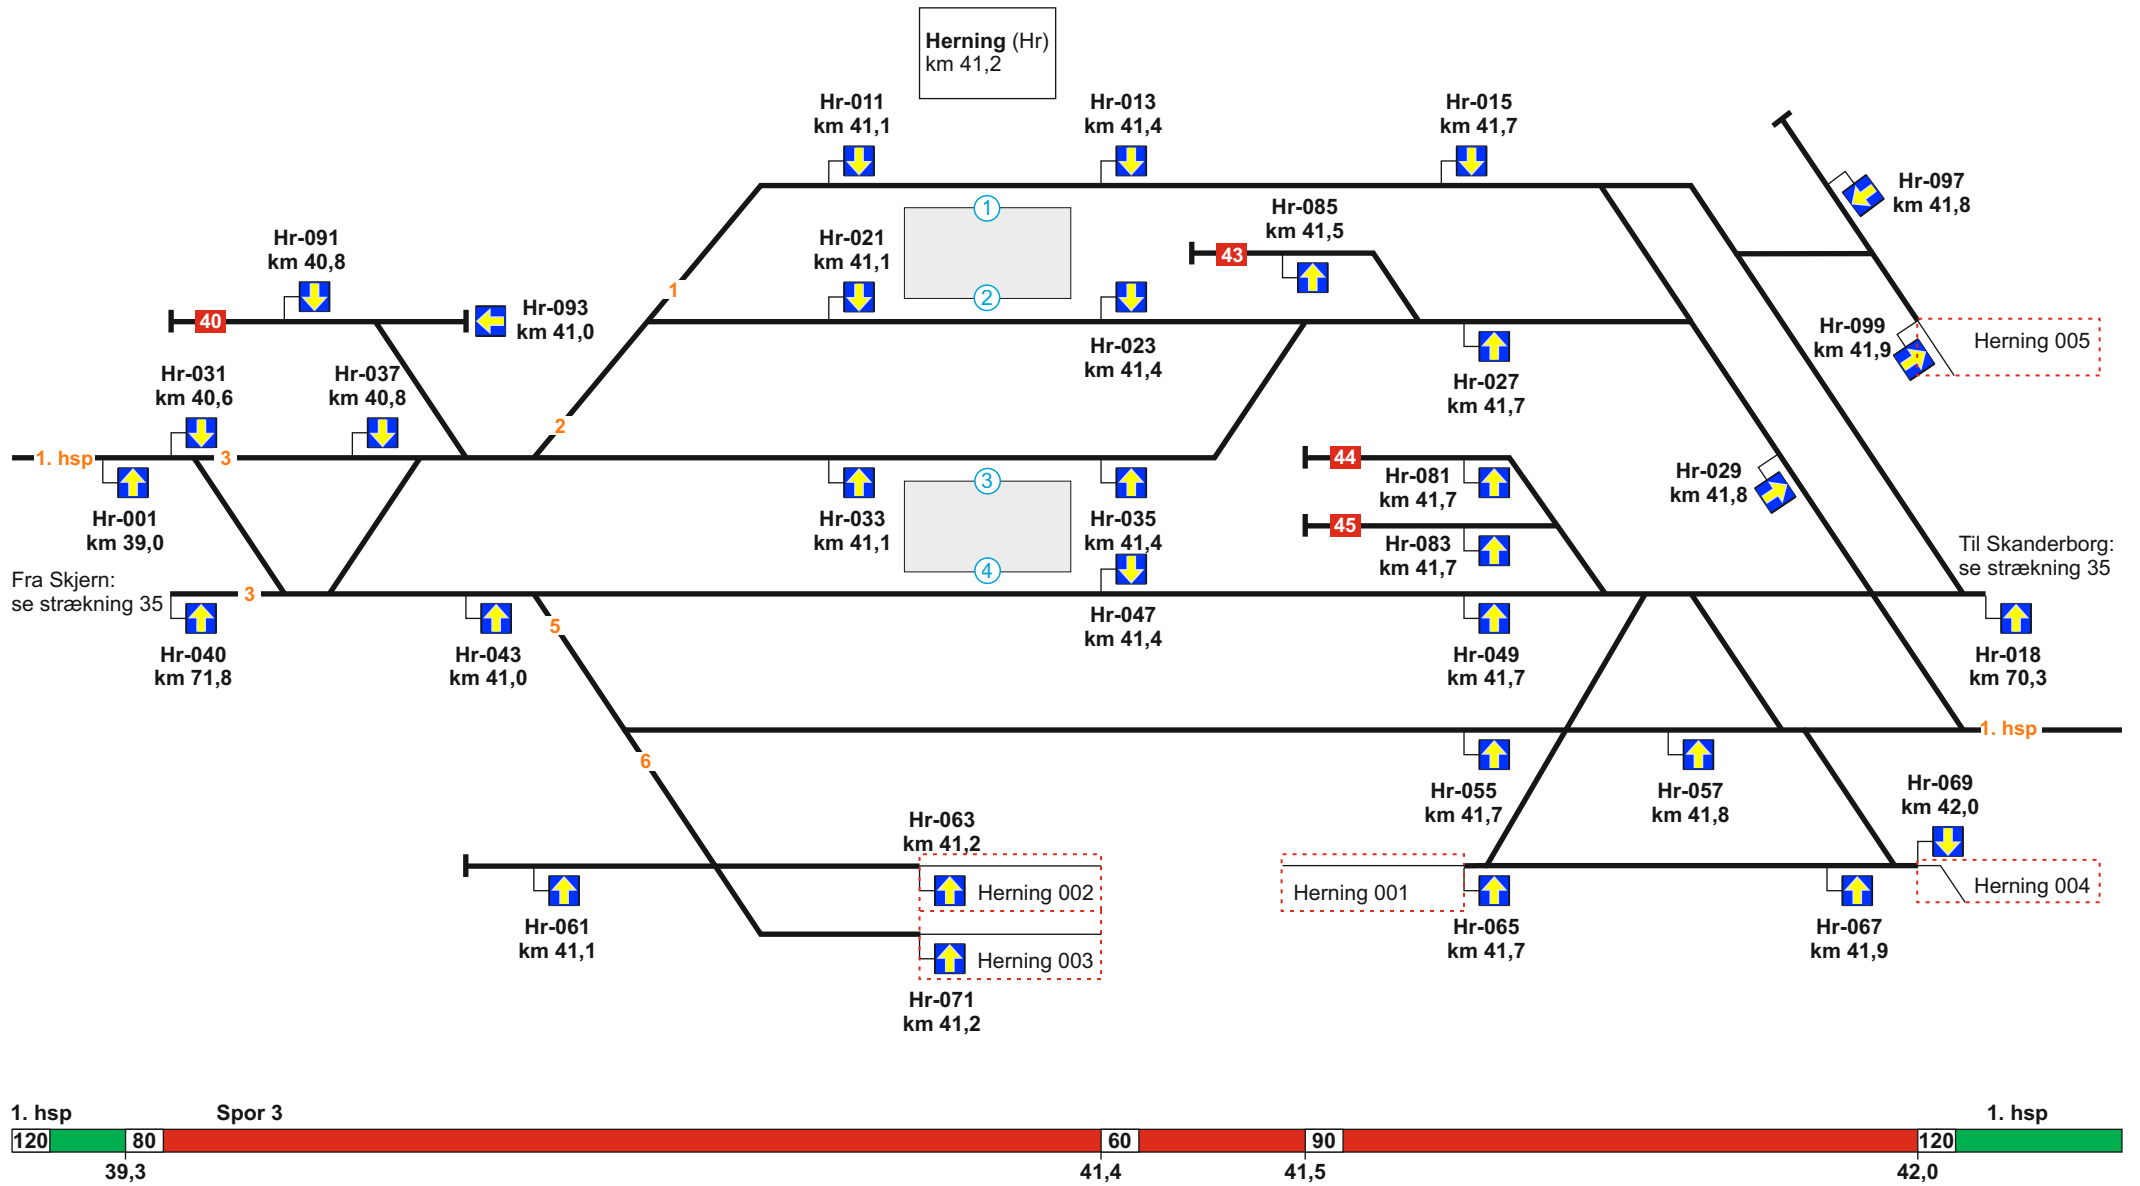 Herning (Hr)
km 41,2
Hr-011
km 41,1
Hr-013
km 41,4
Hr-015
km 41,7
Hr-097
km 41,8
1
Hr-085
km 41,5
Hr-091
km 40,8
Hr-021
km 41,1
43
1
2
40
Hr-093
km 41,0
Hr-099
km 41,9
Herning 005
Hr-023
km 41,4
Hr-031
km 40,6
Hr-037
km 40,8
Hr-027
km 41,7
2
1. hsp
3
44
3
Hr-081
km 41,7
Hr-029
km 41,8
Hr-001
km 39,0
Hr-033
km 41,1
Hr-035
km 41,4
45
Hr-083
km 41,7
Til Skanderborg:
se strækning 35
4
Fra Skjern:
se strækning 35
3
Hr-047
km 41,4
5
Hr-040
km 71,8
Hr-043
km 41,0
Hr-049
km 41,7
Hr-018
km 70,3
1. hsp
6
Hr-055
km 41,7
Hr-057
km 41,8
Hr-069
km 42,0
Hr-063
km 41,2
Herning 002
Herning 001
Herning 004
Hr-061
km 41,1
Hr-065
km 41,7
Hr-067
km 41,9
Herning 003
Hr-071
km 41,2
1. hsp
Spor 3
1. hsp
120
80
60
90
120
39,3
41,4
41,5
42,0